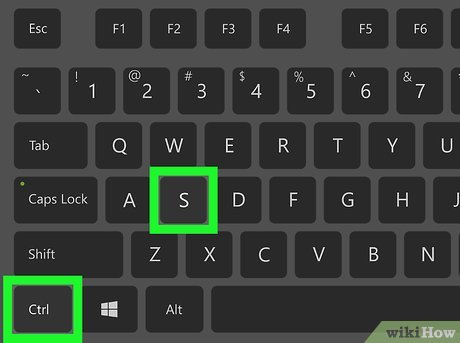 Esc F1 F2 F3 F4 F5 F6
~ ` ! 1 @ 2 # 3 $ 4 % 5 ^ 6 & 7
Tab Q W E R T Y U
Caps Lock A S D F G H J
Shift Z X C V B N
Ctrl Alt
wikiHow